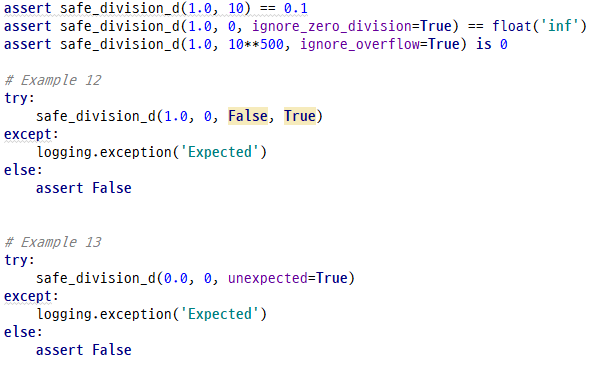 assert safe_division_d(1.0, 10) == 0.1
assert safe_division_d(1.0, 0, ignore_zero_division=True) == float('inf')
assert safe_division_d(1.0, 10**500, ignore_overflow=True) is 0
# Example 12
try:
    safe_division_d(1.0, 0, False, True)
except:
    logging.exception('Expected')
else:
    assert False
# Example 13
try:
    safe_division_d(0.0, 0, unexpected=True)
except:
    logging.exception('Expected')
else:
    assert False